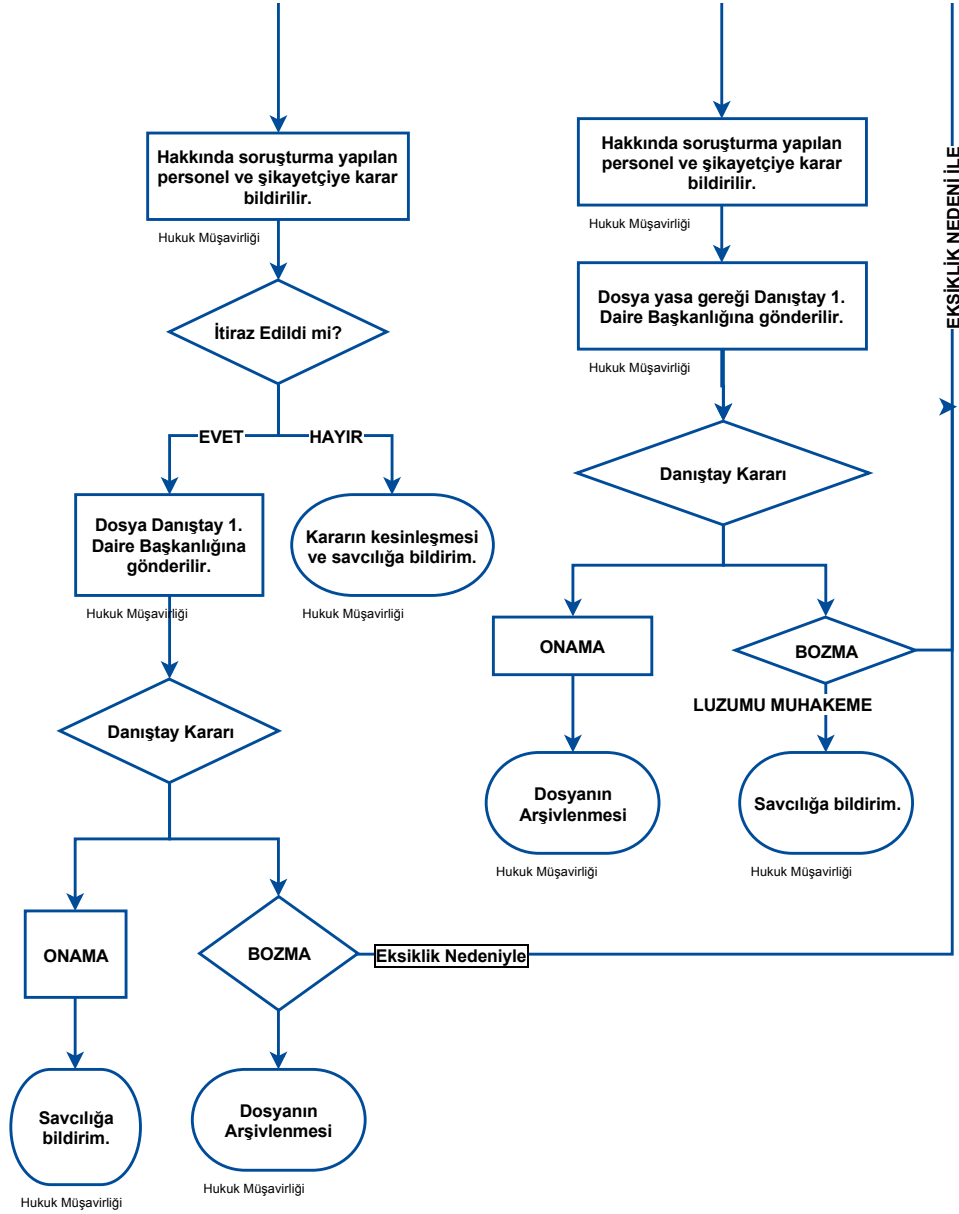 Hakkında soruşturma yapılan
personel ve şikayetçiye karar
bildirilir.
Hukuk Müşavirliği
İtiraz Edildi mi?
EVET
HAYIR
Dosya Danıştay 1.
Daire Başkanlığına
gönderilir.
Hukuk Müşavirliği
Kararın kesinleşmesi
ve savcılığa bildirim.
Hukuk Müşavirliği
Danıştay Kararı
ONAMA
BOZMA
Eksiklik Nedeniyle
Savcılığa
bildirim.
Hukuk Müşavirliği
Dosyanın
Arşivlenmesi
Hukuk Müşavirliği
Hakkında soruşturma yapılan
personel ve şikayetçiye karar
bildirilir.
Hukuk Müşavirliği
Dosya yasa gereği Danıştay 1.
Daire Başkanlığına gönderilir.
Hukuk Müşavirliği
Danıştay Kararı
ONAMA
BOZMA
LUZUMU MUHAKEME
Dosyanın
Arşivlenmesi
Hukuk Müşavirliği
Savcılığa bildirim.
Hukuk Müşavirliği
EKSİKLİK NEDENİ İLE